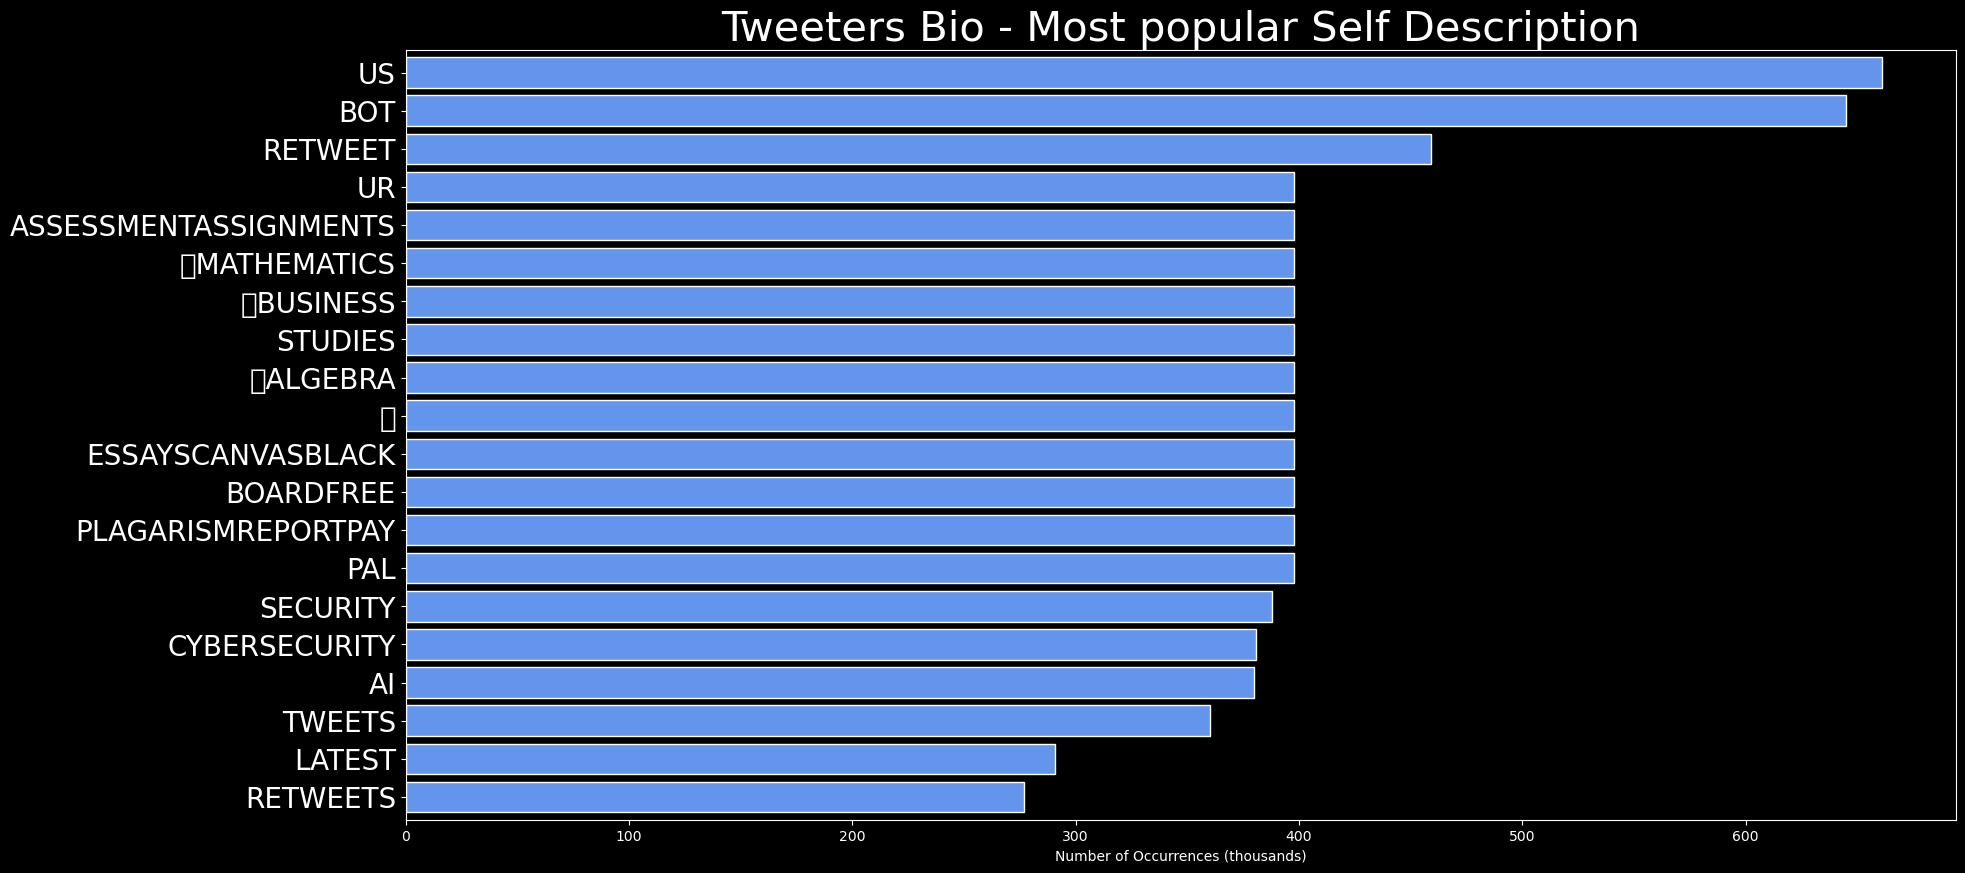 Tweeters Bio - Most popular Self Description
US
BOT
RETWEET
UR
ASSESSMENTASSIGNMENTS
▯MATHEMATICS
▯BUSINESS
STUDIES
▯ALGEBRA
▯
ESSAYSCANVASBLACK
BOARDFREE
PLAGARISMREPORTPAY
PAL
SECURITY
CYBERSECURITY
AI
TWEETS
LATEST
RETWEETS
0 100 200 300 400 500 600
Number of Occurrences (thousands)